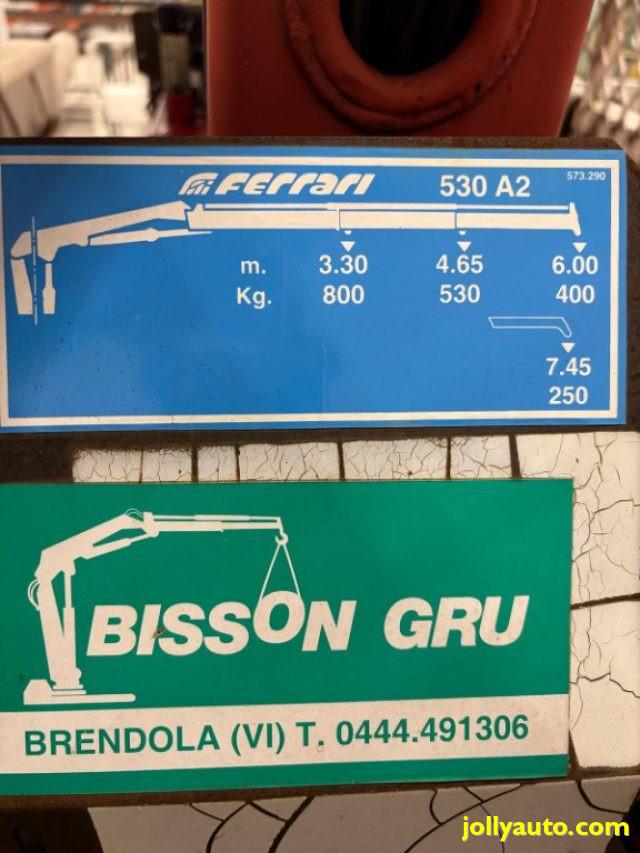 Ferrari 530 A2 573.290
m. 3.30 4.65 6.00
Kg. 800 530 400
7.45
250
BISSON GRU
BRENDOLA (VI) T. 0444.491306
jollyauto.com